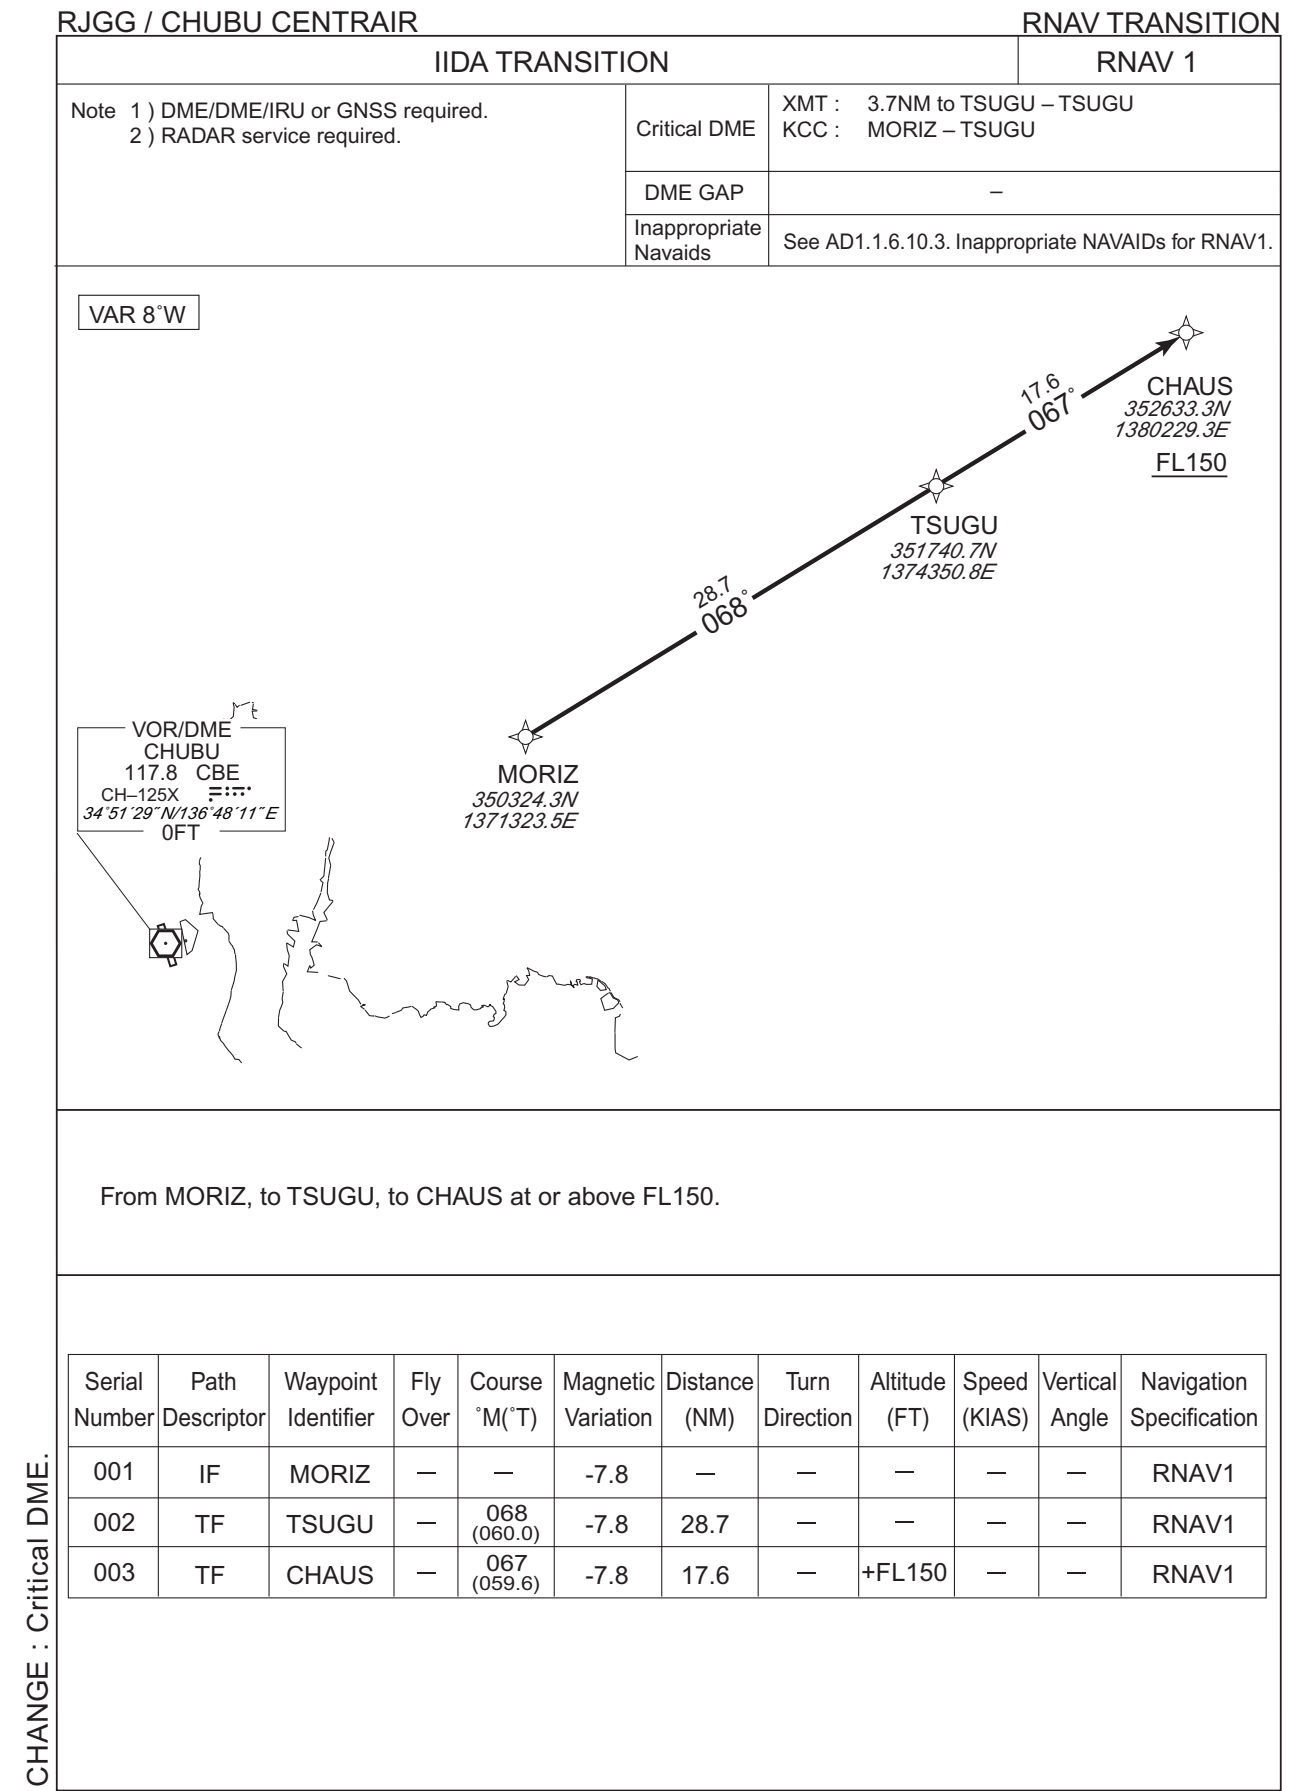 RJGG / CHUBU CENTRAIR
RNAV TRANSITION
IIDA TRANSITION
RNAV 1
Note 1 ) DME/DME/IRU or GNSS required.
2 ) RADAR service required.
Critical DME
XMT : 3.7NM to TSUGU – TSUGU
KCC : MORIZ – TSUGU
DME GAP
–
Inappropriate
Navaids
See AD1.1.6.10.3. Inappropriate NAVAIDs for RNAV1.
VAR 8°W
17.6
067°
CHAUS
352633.3N
1380229.3E
FL150
TSUGU
351740.7N
1374350.8E
28.7
068°
MORIZ
350324.3N
1371323.5E
VOR/DME
CHUBU
117.8 CBE
CH–125X
34°51′29″N/136°48′11″E
0FT
From MORIZ, to TSUGU, to CHAUS at or above FL150.
Serial Number Path Descriptor Waypoint Identifier Fly Over Course °M(°T) Magnetic Variation Distance (NM) Turn Direction Altitude (FT) Speed (KIAS) Vertical Angle Navigation Specification
001 IF MORIZ – – -7.8 – – – – – RNAV1
002 TF TSUGU – 068 (060.0) -7.8 28.7 – – – – RNAV1
003 TF CHAUS – 067 (059.6) -7.8 17.6 – +FL150 – – RNAV1
CHANGE : Critical DME.